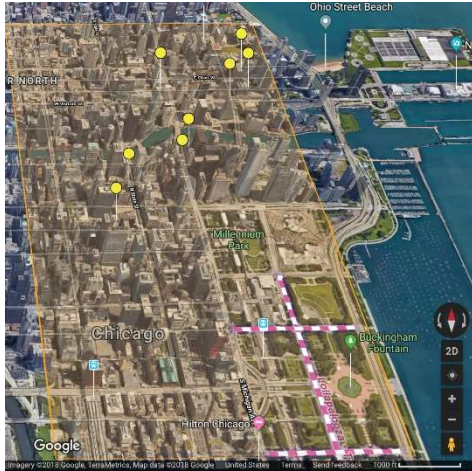 Ohio Street Beach
R NORTH
Millennium
Park
Chicago
Buckingham
Fountain
2D
S Michigan A
Hilton Chicago
Google
Imagery ©2018 Google, TerraMetrics, Map data ©2018 Google United States Terms Send feedback 1000 ft